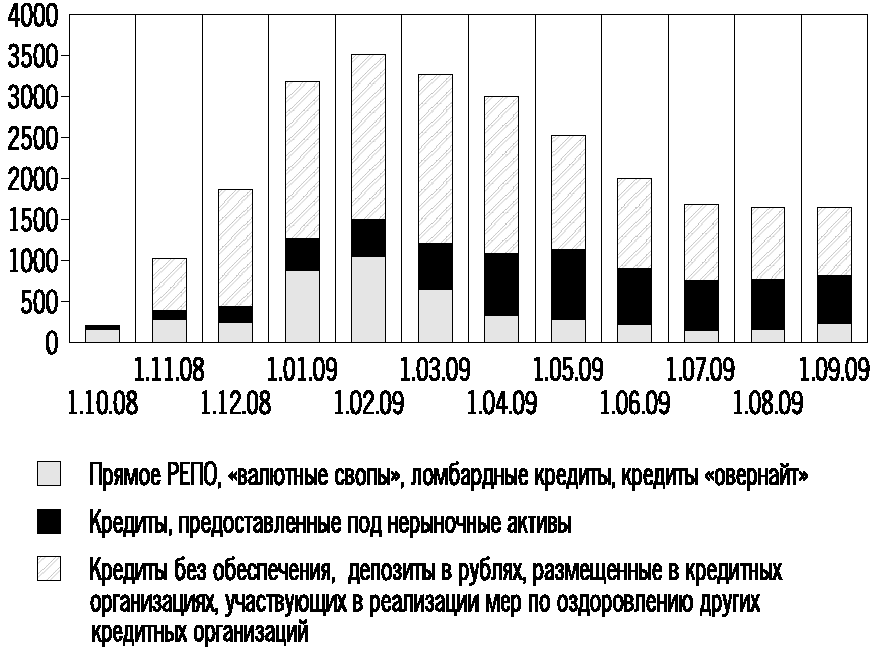 4000
3500
3000
2500
2000
1500
1000
500
0
1.11.08 1.01.09 1.03.09 1.05.09 1.07.09 1.09.09
1.10.08 1.12.08 1.02.09 1.04.09 1.06.09 1.08.09
Прямое РЕПО, «валютные свопы», ломбардные кредиты, кредиты «овернайт»
Кредиты, предоставленные под нерыночные активы
Кредиты без обеспечения, депозиты в рублях, размещенные в кредитных
организациях, участвующих в реализации мер по оздоровлению других
кредитных организаций